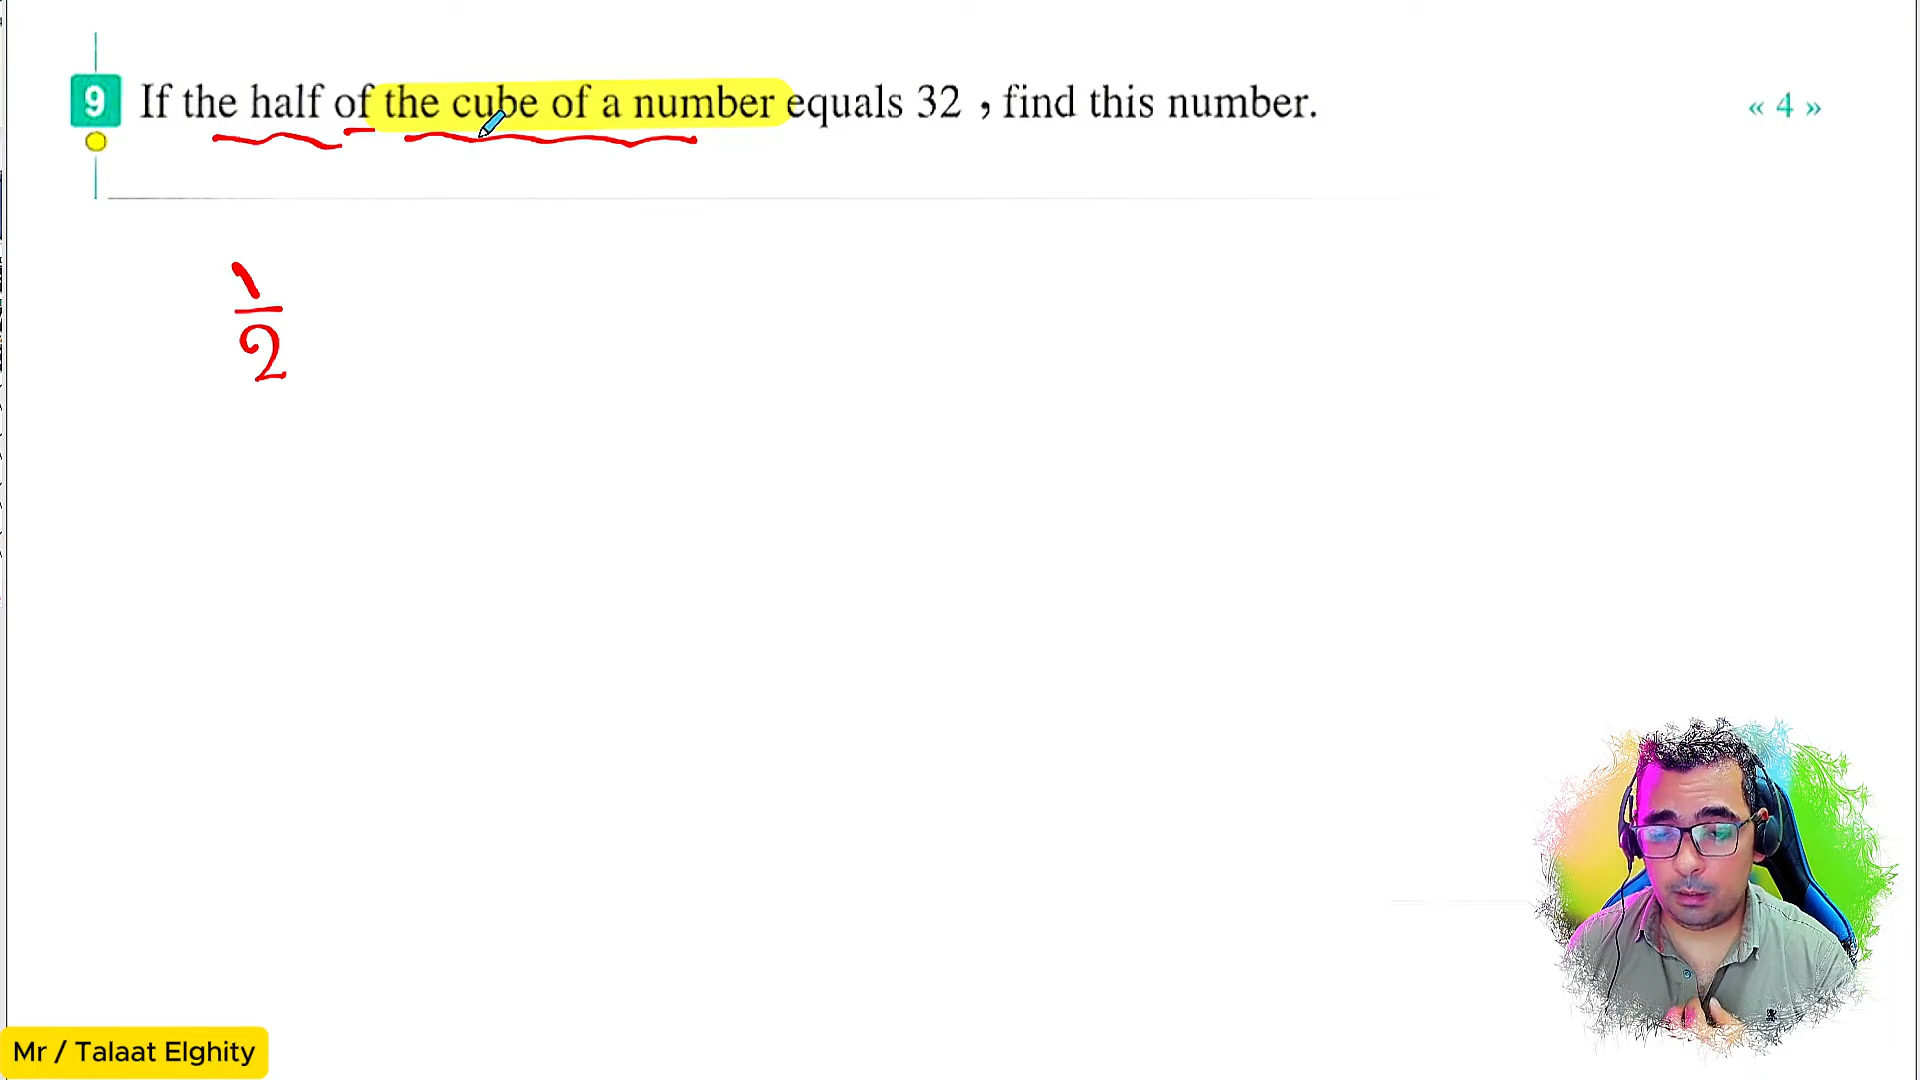 9 If the half of the cube of a number equals 32 , find this number. « 4 »
1
2
Mr / Talaat Elghity